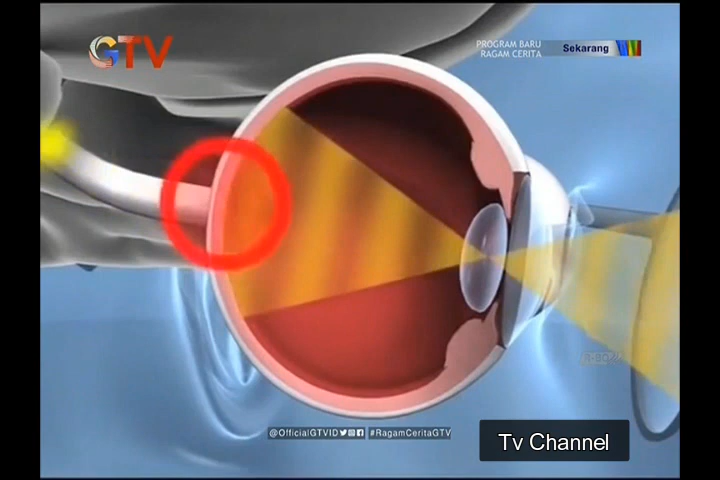 GTV
PROGRAM BARU
RAGAM CERITA
Sekarang
@OfficialGTVID
#RagamCeritaGTV
Tv Channel